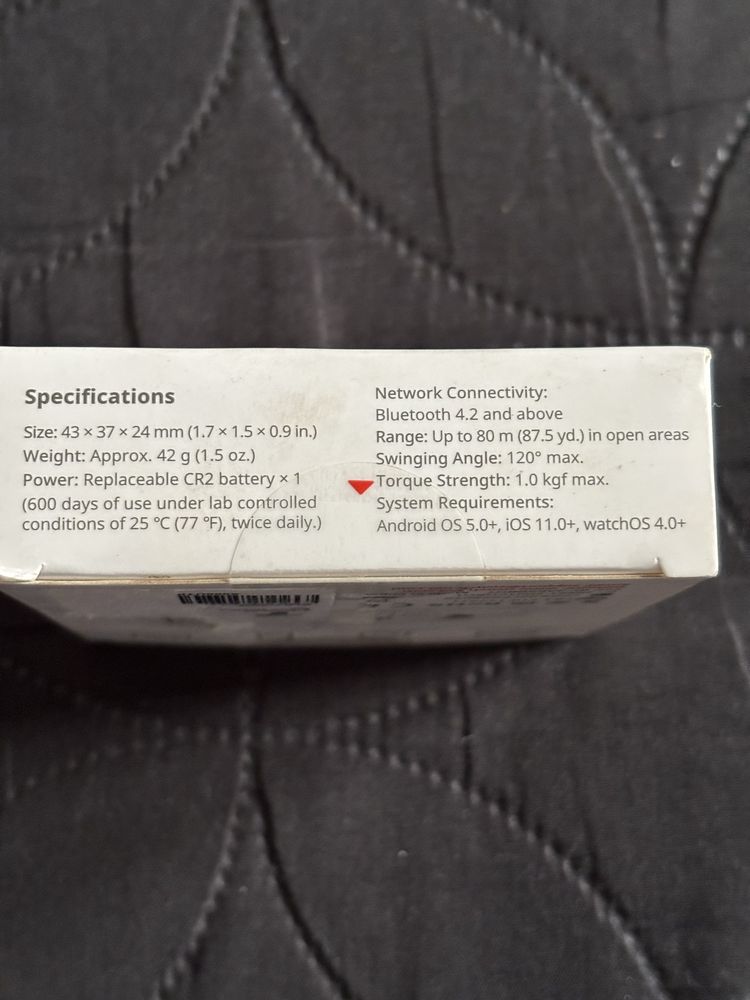 Specifications
Size: 43 × 37 × 24 mm (1.7 × 1.5 × 0.9 in.)
Weight: Approx. 42 g (1.5 oz.)
Power: Replaceable CR2 battery × 1
(600 days of use under lab controlled
conditions of 25 ℃ (77 ℉), twice daily.)
Network Connectivity:
Bluetooth 4.2 and above
Range: Up to 80 m (87.5 yd.) in open areas
Swinging Angle: 120° max.
Torque Strength: 1.0 kgf max.
System Requirements:
Android OS 5.0+, iOS 11.0+, watchOS 4.0+